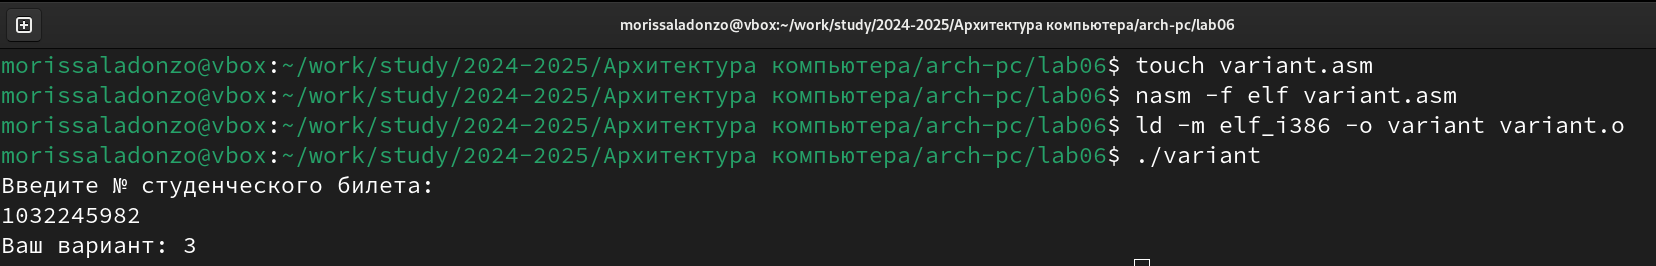 morissaladonzo@vbox:~/work/study/2024-2025/Архитектура компьютера/arch-pc/lab06
morissaladonzo@vbox:~/work/study/2024-2025/Архитектура компьютера/arch-pc/lab06$ touch variant.asm
morissaladonzo@vbox:~/work/study/2024-2025/Архитектура компьютера/arch-pc/lab06$ nasm -f elf variant.asm
morissaladonzo@vbox:~/work/study/2024-2025/Архитектура компьютера/arch-pc/lab06$ ld -m elf_i386 -o variant variant.o
morissaladonzo@vbox:~/work/study/2024-2025/Архитектура компьютера/arch-pc/lab06$ ./variant
Введите № студенческого билета:
1032245982
Ваш вариант: 3